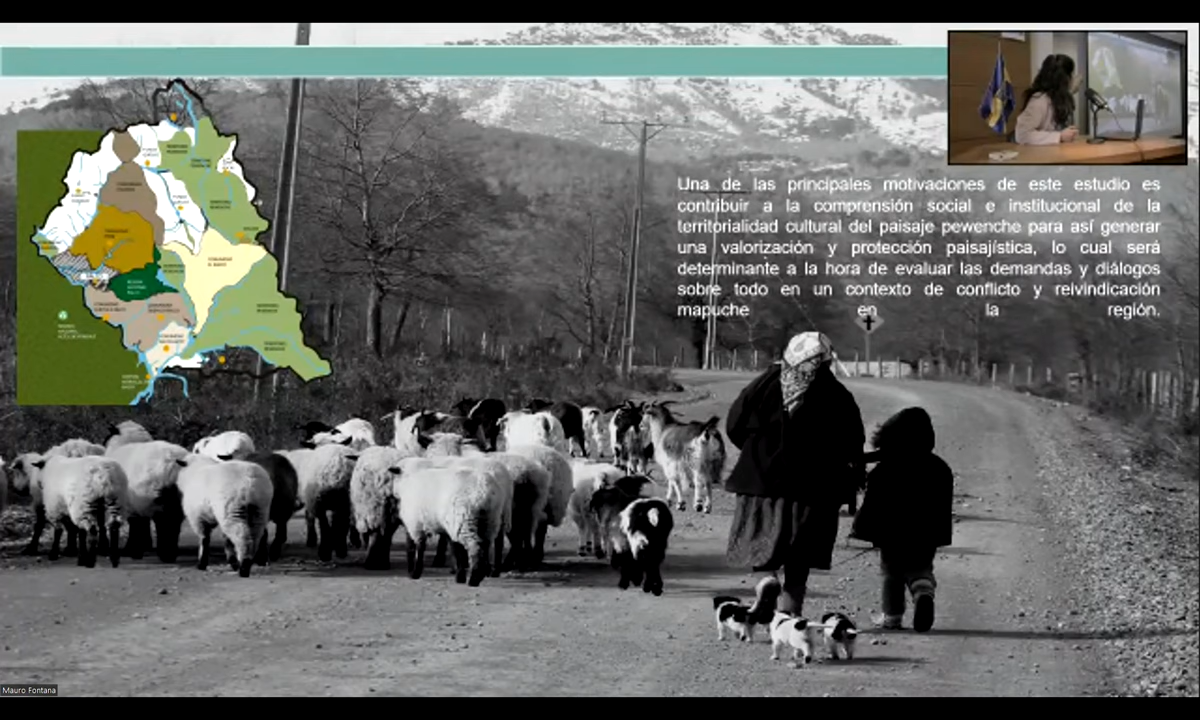 Una de las principales motivaciones de este estudio es
contribuir a la comprensión social e institucional de la
territorialidad cultural del paisaje pewenche para así generar
una valorización y protección paisajística, lo cual será
determinante a la hora de evaluar las demandas y diálogos
sobre todo en un contexto de conflicto y reivindicación
mapuche en la región.
Mauro Fontana